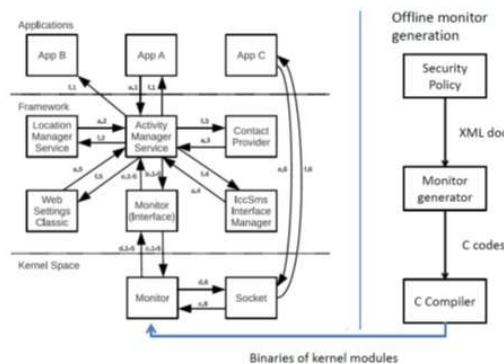 Applications
App B
App A
App C
Framework
Location
Manager
Service
Activity
Manager
Service
Contact
Provider
Web
Settings
Classic
Monitor
(Interface)
IccSms
Interface
Manager
Kernel Space
Monitor
Socket
Offline monitor
generation
Security
Policy
XML doc
Monitor
generator
C codes
C Compiler
Binaries of kernel modules